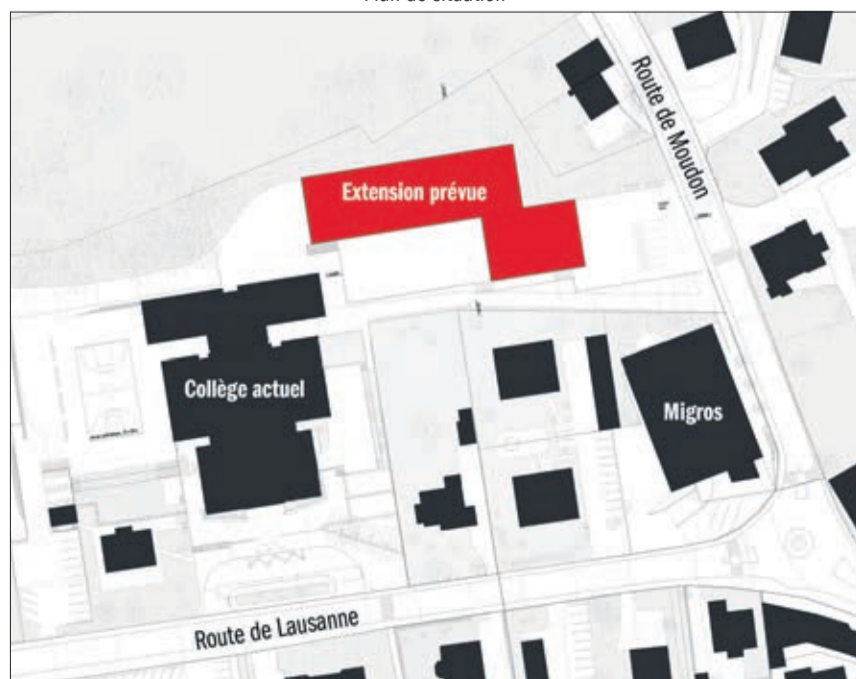 Plan de situation
Route de Moudon
Extension prévue
Collège actuel
Migros
Route de Lausanne